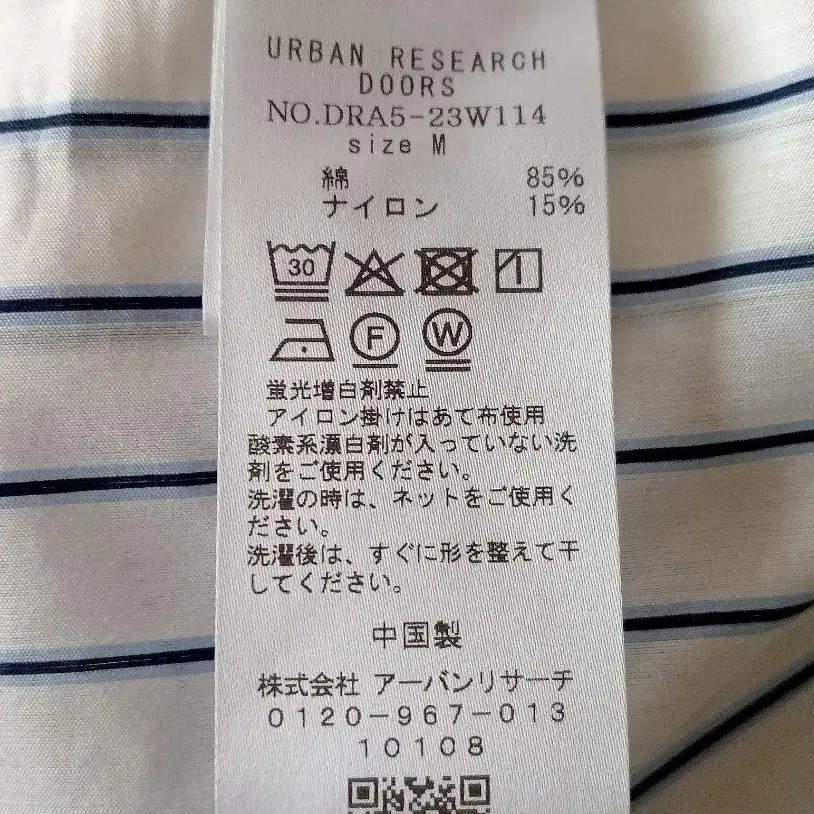 URBAN RESEARCH
DOORS
NO.DRA5-23W114
size M
綿 85%
ナイロン 15%
30
F W
蛍光増白剤禁止
アイロン掛けはあて布使用
酸素系漂白剤が入っていない洗
剤をご使用ください。
洗濯の時は、ネットをご使用く
ださい。
洗濯後は、すぐに形を整えて干
してください。
中国製
株式会社 アーバンリサーチ
0120-967-013
10108